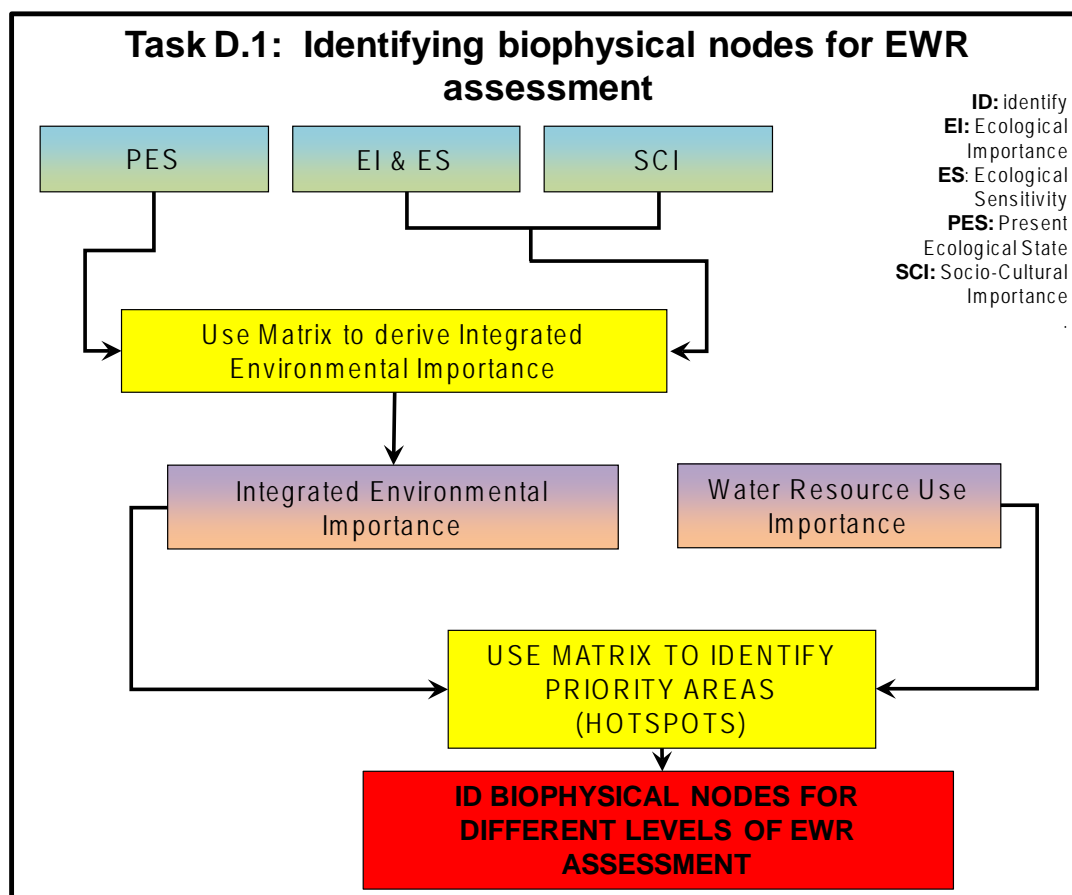 Task D.1: Identifying biophysical nodes for EWR
assessment
ID: identify
EI: Ecological
Importance
ES: Ecological
Sensitivity
PES: Present
Ecological State
SCI: Socio-Cultural
Importance
.
PES
EI & ES
SCI
Use Matrix to derive Integrated
Environmental Importance
Integrated Environmental
Importance
Water Resource Use
Importance
USE MATRIX TO IDENTIFY
PRIORITY AREAS
(HOTSPOTS)
ID BIOPHYSICAL NODES FOR
DIFFERENT LEVELS OF EWR
ASSESSMENT